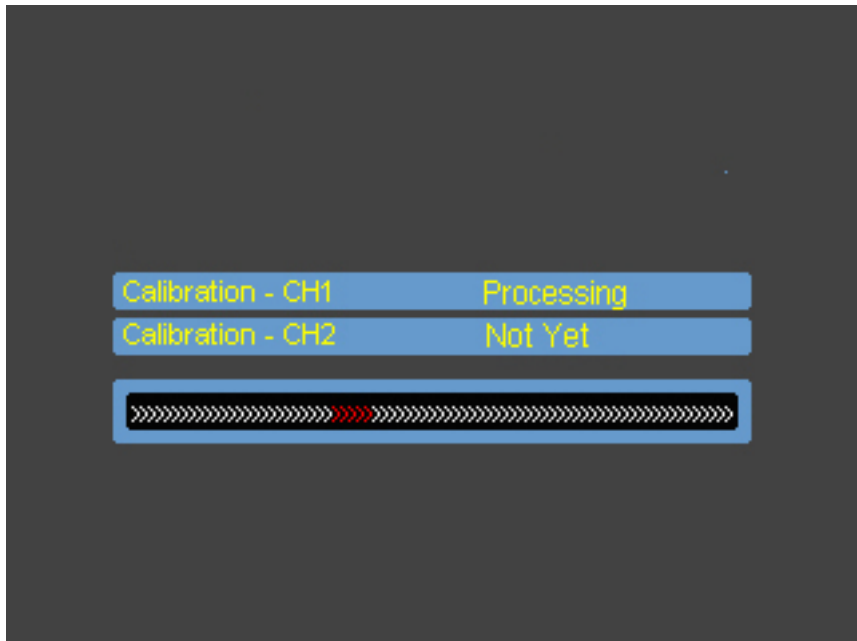 Calibration - CH1 Processing
Calibration - CH2 Not Yet